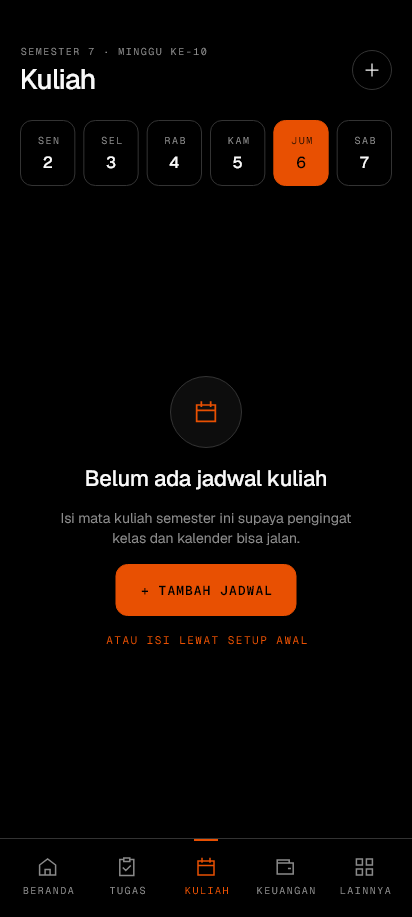 SEMESTER 7 · MINGGU KE-10
Kuliah
SEN SEL RAB KAM JUM SAB
2 3 4 5 6 7
Belum ada jadwal kuliah
Isi mata kuliah semester ini supaya pengingat
kelas dan kalender bisa jalan.
+ TAMBAH JADWAL
ATAU ISI LEWAT SETUP AWAL
BERANDA TUGAS KULIAH KEUANGAN LAINNYA